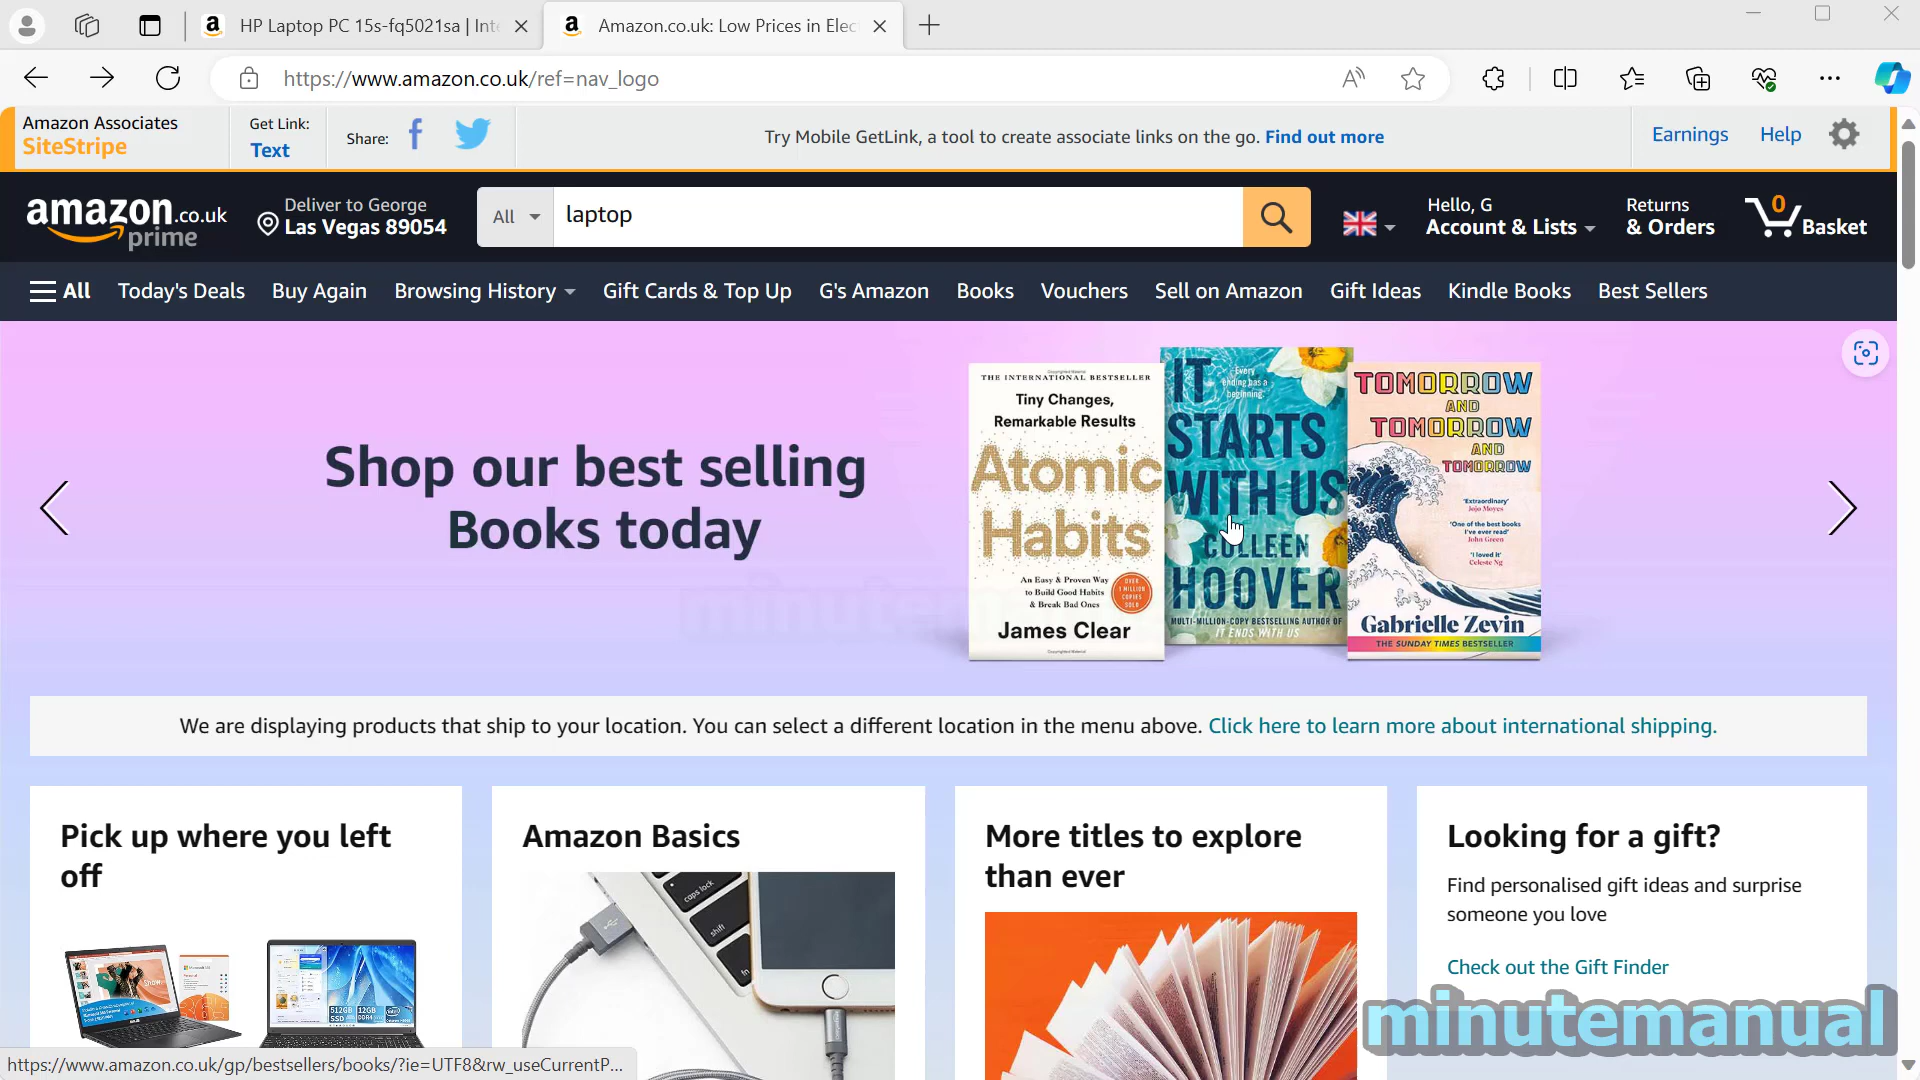 HP Laptop PC 15s-fq5021sa | Inte
Amazon.co.uk: Low Prices in Elec
https://www.amazon.co.uk/ref=nav_logo
Amazon Associates
SiteStripe
Get Link:
Text
Share:
Try Mobile GetLink, a tool to create associate links on the go. Find out more
Earnings
Help
amazon.co.uk
prime
Deliver to George
Las Vegas 89054
All
laptop
Hello, G
Account & Lists
Returns
& Orders
0
Basket
All
Today's Deals
Buy Again
Browsing History
Gift Cards & Top Up
G's Amazon
Books
Vouchers
Sell on Amazon
Gift Ideas
Kindle Books
Best Sellers
Shop our best selling
Books today
THE INTERNATIONAL BESTSELLER
Tiny Changes,
Remarkable Results
Atomic
Habits
An Easy & Proven Way
to Build Good Habits
& Break Bad Ones
OVER
1 MILLION
COPIES
SOLD
James Clear
Every
ending has a
beginning.
IT
STARTS
WITH US
COLLEEN
HOOVER
MULTI-MILLION-COPY BESTSELLING AUTHOR OF
IT ENDS WITH US
TOMORROW
AND
TOMORROW
AND
TOMORROW
'Extraordinary'
Jojo Moyes
'One of the best books
I've ever read'
John Green
'I loved it'
Celeste Ng
Gabrielle Zevin
THE SUNDAY TIMES BESTSELLER
We are displaying products that ship to your location. You can select a different location in the menu above. Click here to learn more about international shipping.
Pick up where you left
off
512GB
SSD
12GB
DDR4
Amazon Basics
caps lock
shift
fn
More titles to explore
than ever
Looking for a gift?
Find personalised gift ideas and surprise
someone you love
Check out the Gift Finder
minutemanual
https://www.amazon.co.uk/gp/bestsellers/books/?ie=UTF8&rw_useCurrentP...